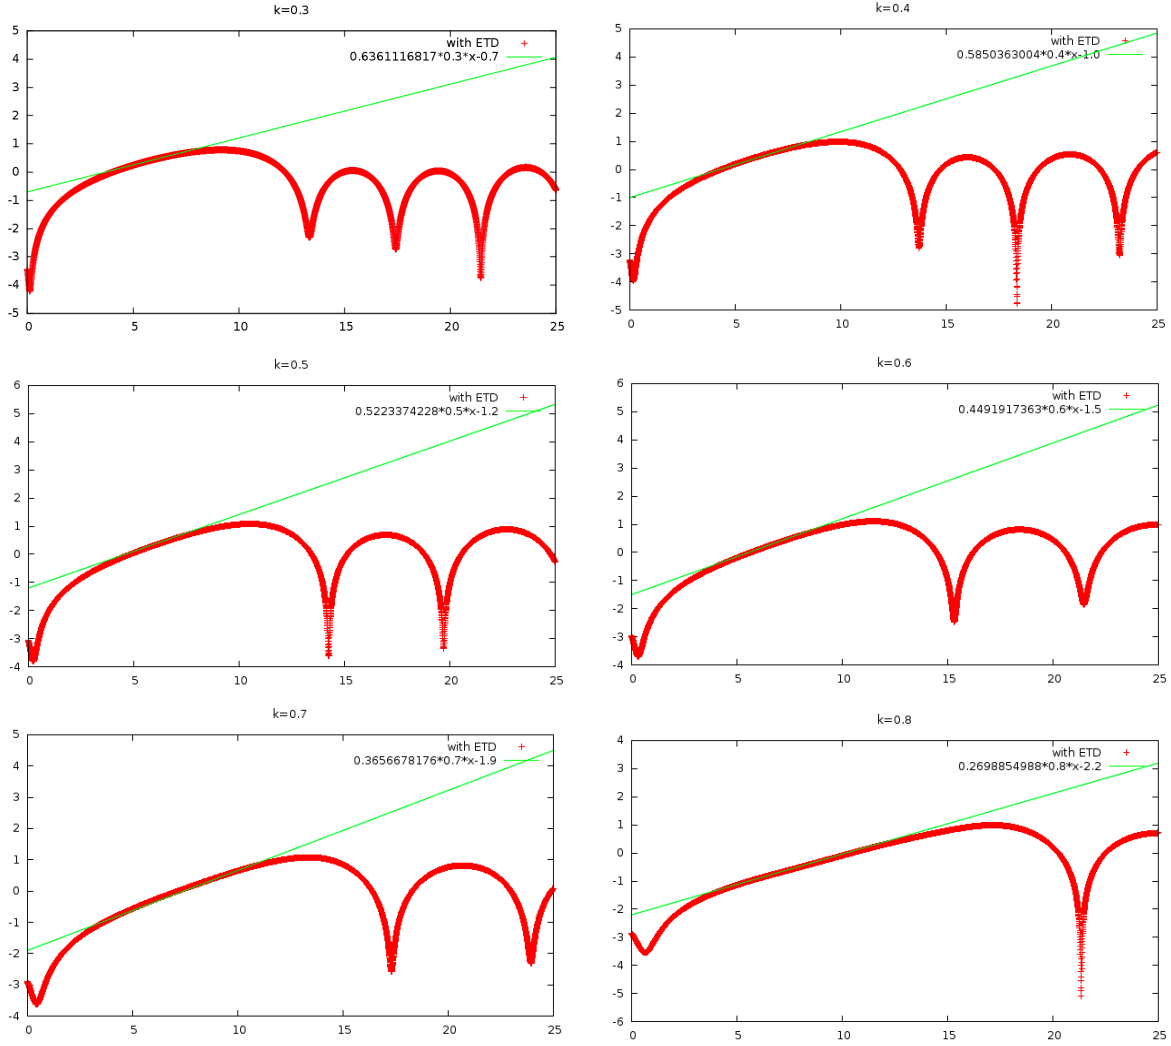 k=0.3
with ETD
0.6361116817*0.3*x-0.7
5
4
3
2
1
0
-1
-2
-3
-4
-5
0 5 10 15 20 25
k=0.4
with ETD
0.5850363004*0.4*x-1.0
5
4
3
2
1
0
-1
-2
-3
-4
-5
0 5 10 15 20 25
k=0.5
with ETD
0.5223374228*0.5*x-1.2
6
5
4
3
2
1
0
-1
-2
-3
-4
0 5 10 15 20 25
k=0.6
with ETD
0.4491917363*0.6*x-1.5
6
5
4
3
2
1
0
-1
-2
-3
-4
0 5 10 15 20 25
k=0.7
with ETD
0.3656678176*0.7*x-1.9
5
4
3
2
1
0
-1
-2
-3
-4
0 5 10 15 20 25
k=0.8
with ETD
0.2698854988*0.8*x-2.2
4
3
2
1
0
-1
-2
-3
-4
-5
-6
0 5 10 15 20 25